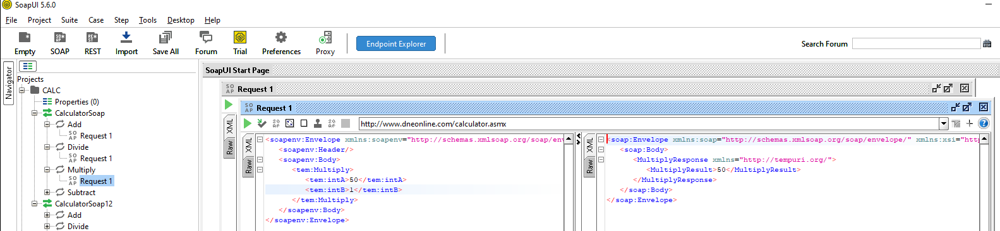 SoapUI 5.6.0
File Project Suite Case Step Tools Desktop Help
Empty SOAP REST Import Save All Forum Trial Preferences Proxy Endpoint Explorer Search Forum
Navigator
Projects
CALC
Properties (0)
CalculatorSoap
Add
Request 1
Divide
Request 1
Multiply
Request 1
Subtract
CalculatorSoap12
Add
Divide
SoapUI Start Page
Request 1
Request 1
http://www.dneonline.com/calculator.asmx
XML
Raw
XML
Raw
<soapenv:Envelope xmlns:soapenv="http://schemas.xmlsoap.org/soap/env
<soapenv:Header/>
<soapenv:Body>
<tem:Multiply>
<tem:intA>50</tem:intA>
<tem:intB>1</tem:intB>
</tem:Multiply>
</soapenv:Body>
</soapenv:Envelope>
XML
Raw
<soap:Envelope xmlns:soap="http://schemas.xmlsoap.org/soap/envelope/" xmlns:xsi="http
<soap:Body>
<MultiplyResponse xmlns="http://tempuri.org/">
<MultiplyResult>50</MultiplyResult>
</MultiplyResponse>
</soap:Body>
</soap:Envelope>